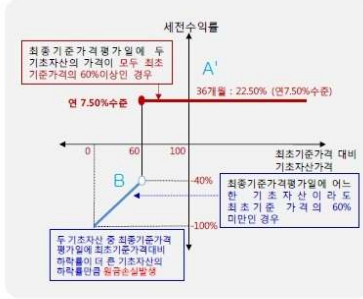 세전수익률
최종기준가격평가일에 두
기초자산의 가격이 모두 최초
기준가격의 60%이상인 경우
A'
36개월 : 22.50% (연7.50%수준)
연 7.50%수준
0
60
100
최초기준가격 대비
기초자산가격
B
-40%
최종기준가격평가일에 어느
한 기초자산이라도
최초기준 가격의 60%
미만인 경우
-100%
두 기초자산 중 최종기준가격
평가일에 최초기준가격대비
하락률이 더 큰 기초자산의
하락률만큼 원금손실발생